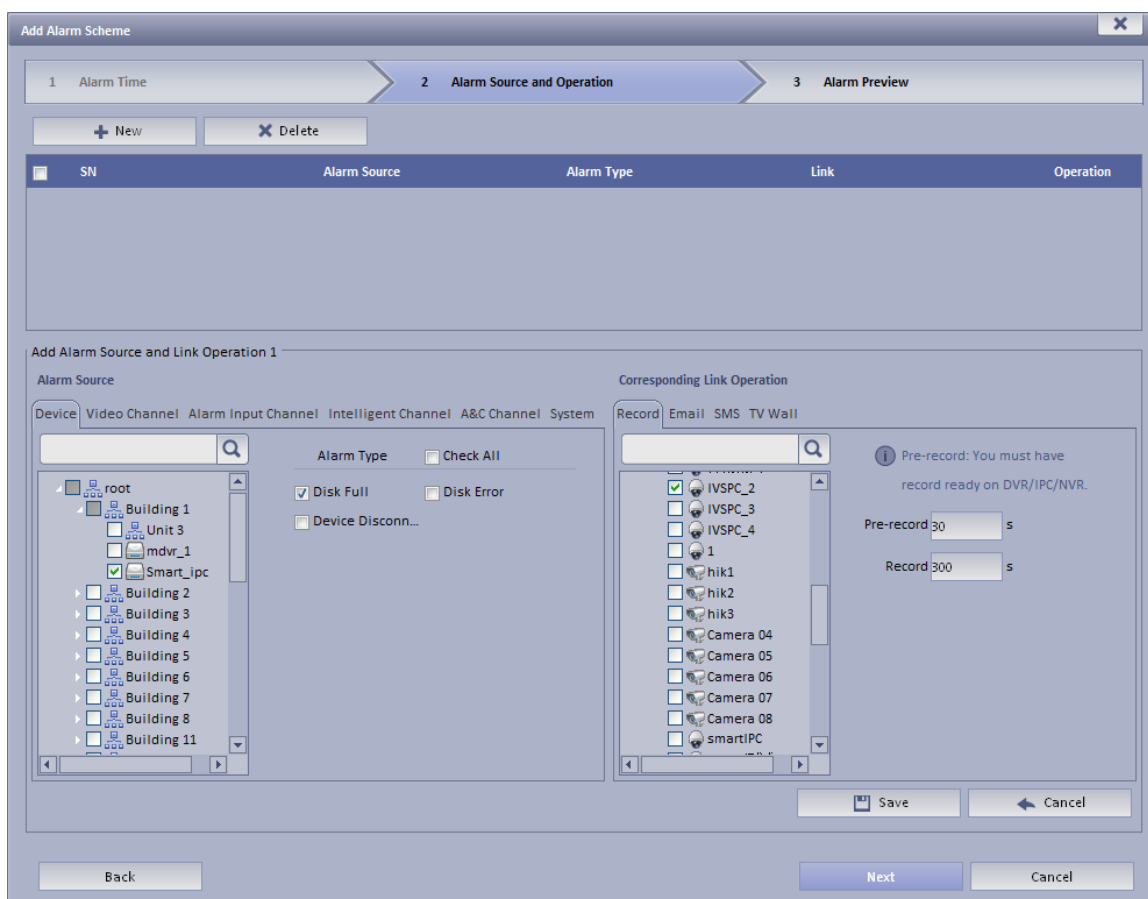 Add Alarm Scheme
1 Alarm Time
2 Alarm Source and Operation
3 Alarm Preview
New
Delete
SN Alarm Source Alarm Type Link Operation
Add Alarm Source and Link Operation 1
Alarm Source
Device Video Channel Alarm Input Channel Intelligent Channel A&C Channel System
Alarm Type Check All
Disk Full Disk Error
Device Disconn...
root
Building 1
Unit 3
mdvr_1
Smart_ipc
Building 2
Building 3
Building 4
Building 5
Building 6
Building 7
Building 8
Building 11
Corresponding Link Operation
Record Email SMS TV Wall
IVSPC_2
IVSPC_3
IVSPC_4
1
hik1
hik2
hik3
Camera 04
Camera 05
Camera 06
Camera 07
Camera 08
smartIPC
Pre-record: You must have
record ready on DVR/IPC/NVR.
Pre-record 30 s
Record 300 s
Save
Cancel
Back
Next
Cancel